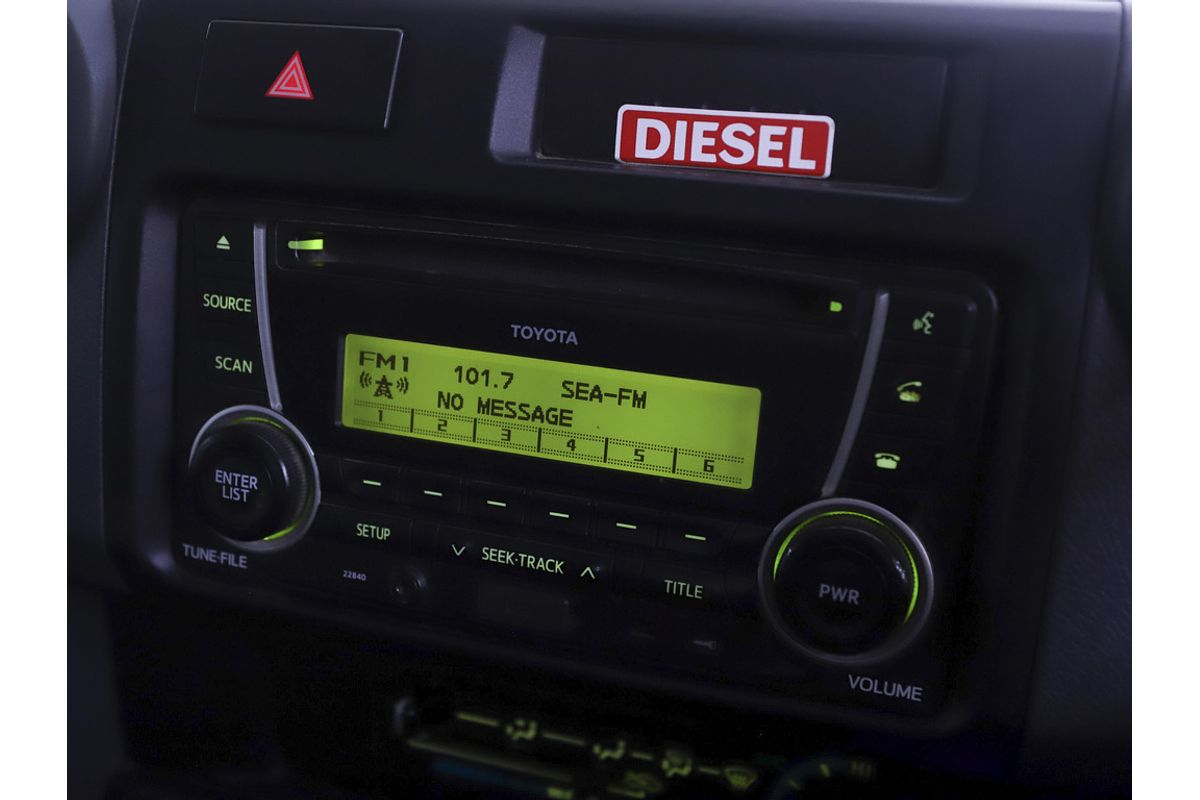 DIESEL
SOURCE
SCAN
TOYOTA
FM1 101.7 SEA-FM
NO MESSAGE
1 2 3 4 5 6
ENTER
LIST
TUNE·FILE
SETUP
SEEK·TRACK
TITLE
22840
PWR
VOLUME